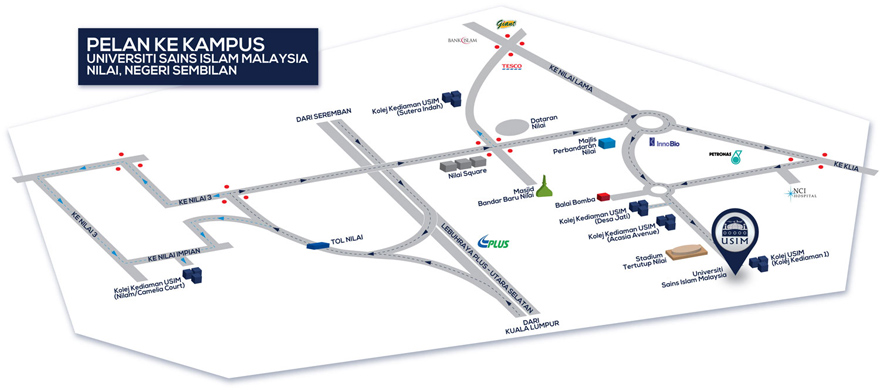 PELAN KE KAMPUS
UNIVERSITI SAINS ISLAM MALAYSIA
NILAI, NEGERI SEMBILAN
Giant
BANK ISLAM
TESCO
KE NILAI LAMA
Kolej Kediaman USIM
(Sutera Indah)
DARI SEREMBAN
Dataran
Nilai
Majlis
Perbandaran
Nilai
InnoBio
PETRONAS
KE KLIA
Nilai Square
Masjid
Bandar Baru Nilai
Balai Bomba
NCI
HOSPITAL
KE NILAI 3
Kolej Kediaman USIM
(Desa Jati)
Kolej Kediaman USIM
(Acasia Avenue)
KE NILAI 3
KE NILAI IMPIAN
TOL NILAI
PLUS
LEBUHRAYA PLUS - UTARA SELATAN
USIM
Stadium
Tertutup Nilai
Universiti
Sains Islam Malaysia
Kolej USIM
(Kolej Kediaman 1)
Kolej Kediaman USIM
(Nilam/Camelia Court)
DARI
KUALA LUMPUR